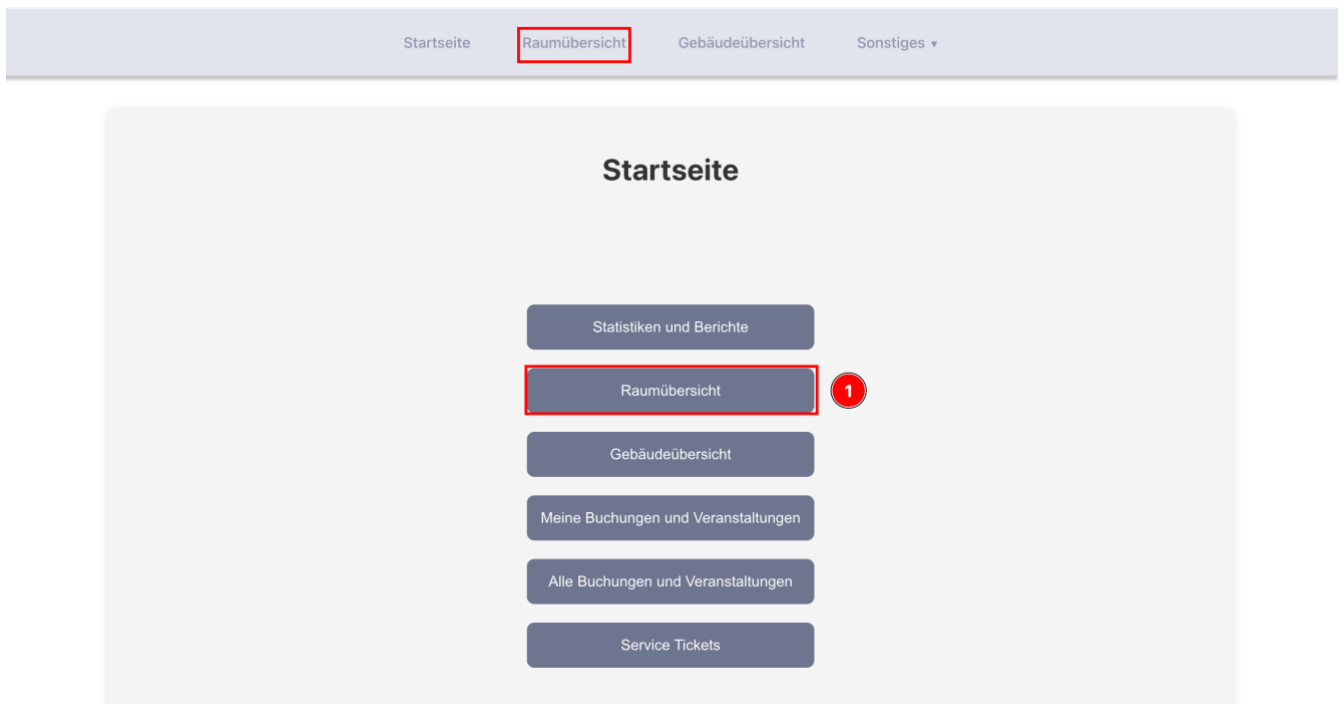 Startseite Raumübersicht Gebäudeübersicht Sonstiges ▾
Startseite
Statistiken und Berichte
Raumübersicht 1
Gebäudeübersicht
Meine Buchungen und Veranstaltungen
Alle Buchungen und Veranstaltungen
Service Tickets